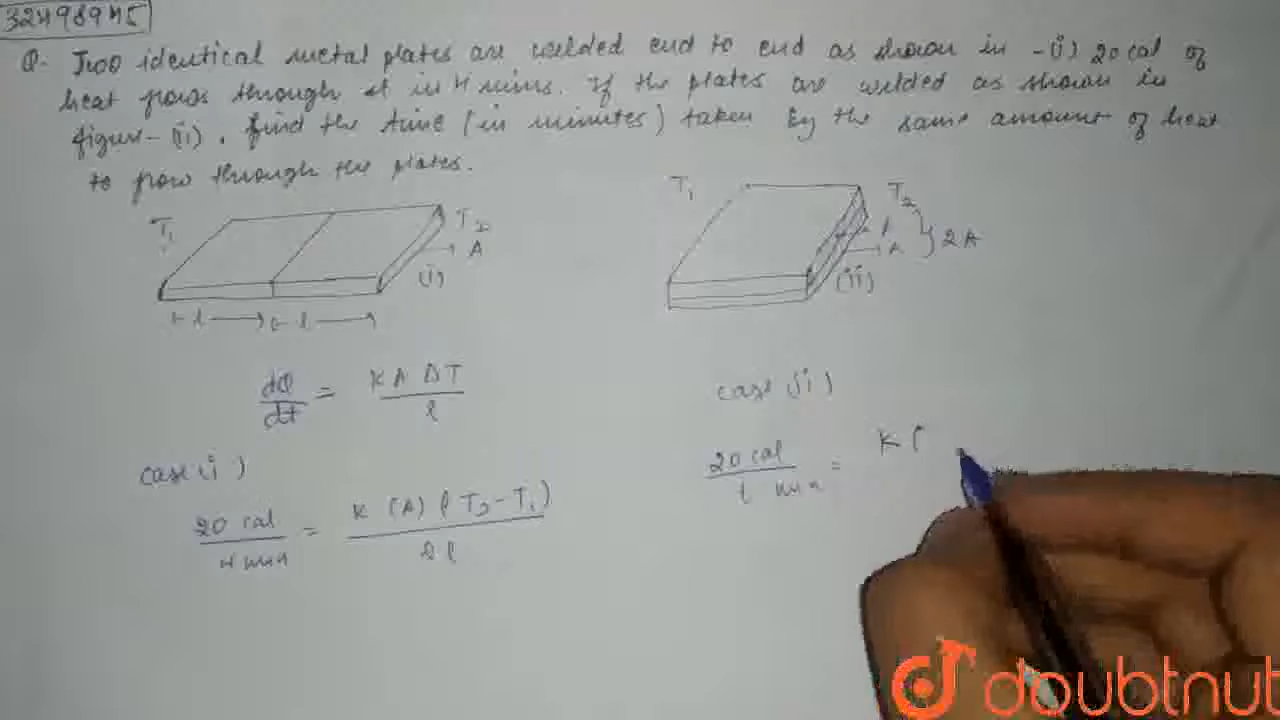 32498945
Q. Two identical metal plates are welded end to end as shown in -(i) 20 cal of
heat flows through it in 4 mins. If the plates are welded as shown in
figure-(ii). find the time (in minutes) taken by the same amount of heat
to flow through the plates.
T1 T2 A (i)
l l
T1 T2 A A } 2A
(ii)
dQ/dt = KA ΔT/l
case (i)
20 cal/4 min = K (A) (T2-T1)/2l
case (ii)
20 cal/t min = K (
doubtnut